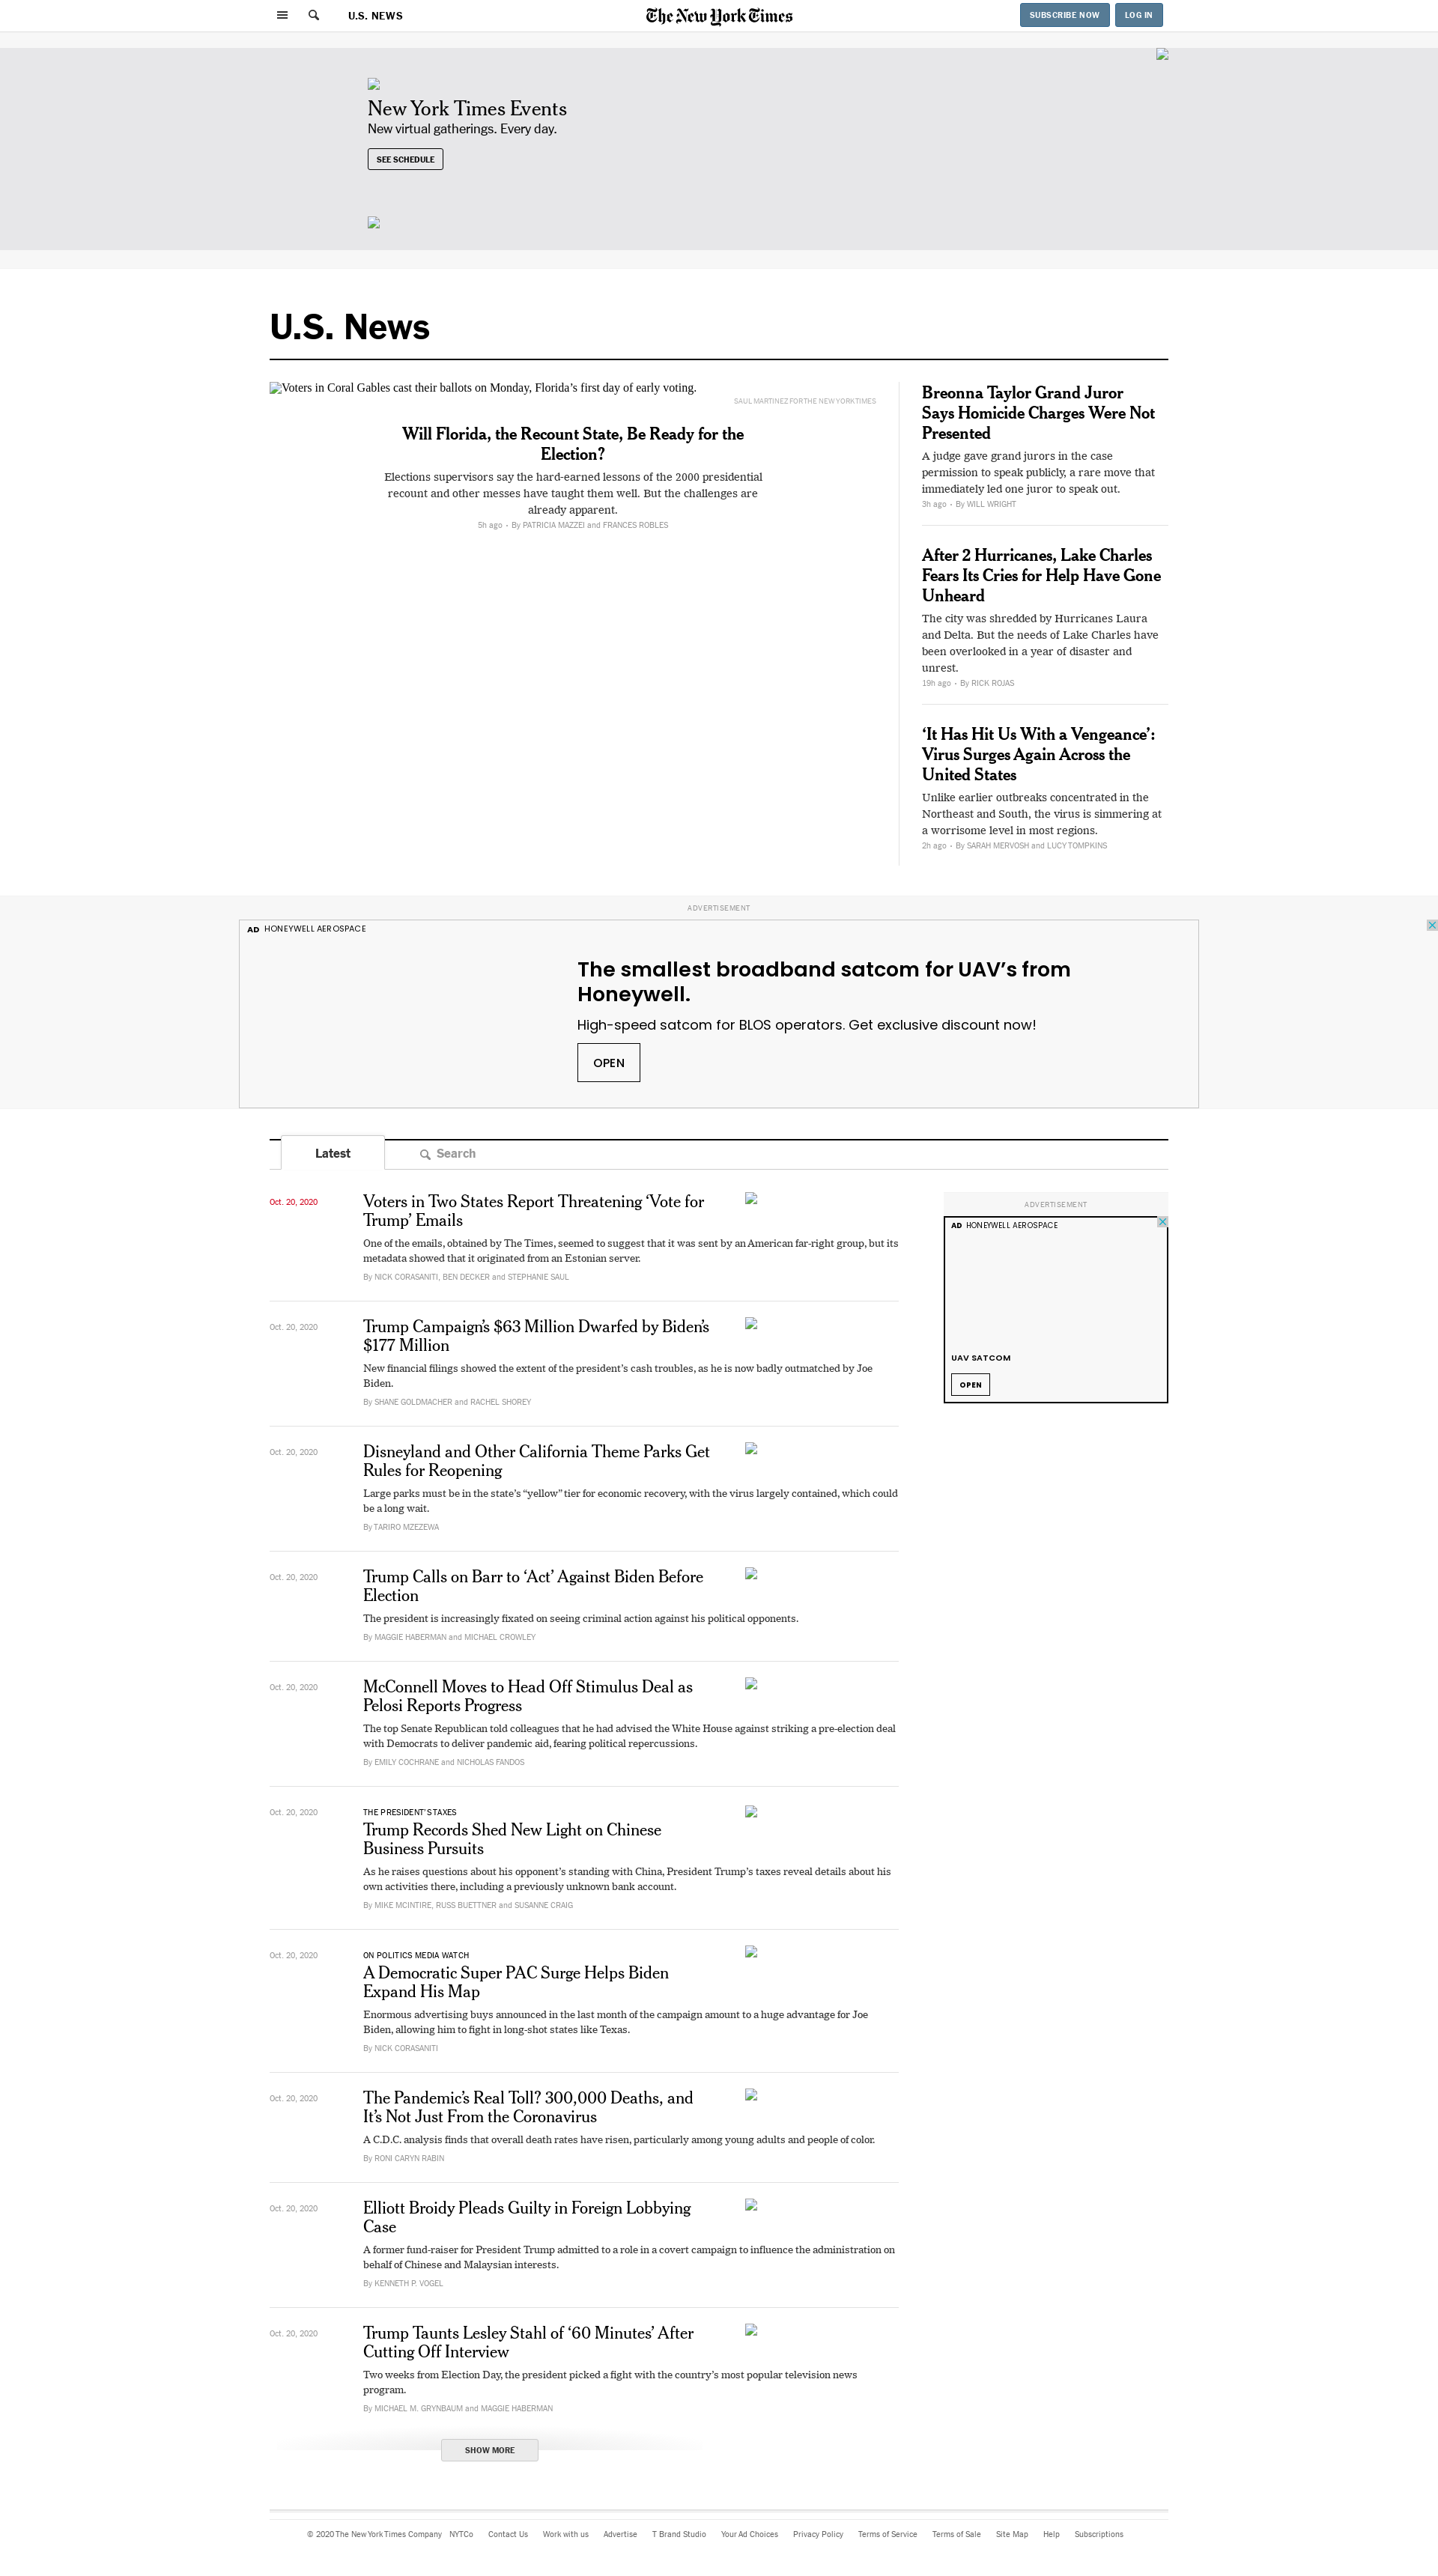 U.S. NEWS
The New York Times
SUBSCRIBE NOW
LOG IN
New York Times Events
New virtual gatherings. Every day.
SEE SCHEDULE
U.S. News
Voters in Coral Gables cast their ballots on Monday, Florida’s first day of early voting.
SAUL MARTINEZ FOR THE NEW YORK TIMES
Will Florida, the Recount State, Be Ready for the
Election?
Elections supervisors say the hard-earned lessons of the 2000 presidential
recount and other messes have taught them well. But the challenges are
already apparent.
5h ago • By PATRICIA MAZZEI and FRANCES ROBLES
Breonna Taylor Grand Juror
Says Homicide Charges Were Not
Presented
A judge gave grand jurors in the case
permission to speak publicly, a rare move that
immediately led one juror to speak out.
3h ago • By WILL WRIGHT
After 2 Hurricanes, Lake Charles
Fears Its Cries for Help Have Gone
Unheard
The city was shredded by Hurricanes Laura
and Delta. But the needs of Lake Charles have
been overlooked in a year of disaster and
unrest.
19h ago • By RICK ROJAS
‘It Has Hit Us With a Vengeance’:
Virus Surges Again Across the
United States
Unlike earlier outbreaks concentrated in the
Northeast and South, the virus is simmering at
a worrisome level in most regions.
2h ago • By SARAH MERVOSH and LUCY TOMPKINS
ADVERTISEMENT
AD HONEYWELL AEROSPACE
The smallest broadband satcom for UAV’s from
Honeywell.
High-speed satcom for BLOS operators. Get exclusive discount now!
OPEN
Latest
Search
Oct. 20, 2020
Voters in Two States Report Threatening ‘Vote for
Trump’ Emails
One of the emails, obtained by The Times, seemed to suggest that it was sent by an American far-right group, but its
metadata showed that it originated from an Estonian server.
By NICK CORASANITI, BEN DECKER and STEPHANIE SAUL
ADVERTISEMENT
AD HONEYWELL AEROSPACE
UAV SATCOM
OPEN
Oct. 20, 2020
Trump Campaign’s $63 Million Dwarfed by Biden’s
$177 Million
New financial filings showed the extent of the president’s cash troubles, as he is now badly outmatched by Joe
Biden.
By SHANE GOLDMACHER and RACHEL SHOREY
Oct. 20, 2020
Disneyland and Other California Theme Parks Get
Rules for Reopening
Large parks must be in the state’s “yellow” tier for economic recovery, with the virus largely contained, which could
be a long wait.
By TARIRO MZEZEWA
Oct. 20, 2020
Trump Calls on Barr to ‘Act’ Against Biden Before
Election
The president is increasingly fixated on seeing criminal action against his political opponents.
By MAGGIE HABERMAN and MICHAEL CROWLEY
Oct. 20, 2020
McConnell Moves to Head Off Stimulus Deal as
Pelosi Reports Progress
The top Senate Republican told colleagues that he had advised the White House against striking a pre-election deal
with Democrats to deliver pandemic aid, fearing political repercussions.
By EMILY COCHRANE and NICHOLAS FANDOS
Oct. 20, 2020
THE PRESIDENT’S TAXES
Trump Records Shed New Light on Chinese
Business Pursuits
As he raises questions about his opponent’s standing with China, President Trump’s taxes reveal details about his
own activities there, including a previously unknown bank account.
By MIKE MCINTIRE, RUSS BUETTNER and SUSANNE CRAIG
Oct. 20, 2020
ON POLITICS MEDIA WATCH
A Democratic Super PAC Surge Helps Biden
Expand His Map
Enormous advertising buys announced in the last month of the campaign amount to a huge advantage for Joe
Biden, allowing him to fight in long-shot states like Texas.
By NICK CORASANITI
Oct. 20, 2020
The Pandemic’s Real Toll? 300,000 Deaths, and
It’s Not Just From the Coronavirus
A C.D.C. analysis finds that overall death rates have risen, particularly among young adults and people of color.
By RONI CARYN RABIN
Oct. 20, 2020
Elliott Broidy Pleads Guilty in Foreign Lobbying
Case
A former fund-raiser for President Trump admitted to a role in a covert campaign to influence the administration on
behalf of Chinese and Malaysian interests.
By KENNETH P. VOGEL
Oct. 20, 2020
Trump Taunts Lesley Stahl of ‘60 Minutes’ After
Cutting Off Interview
Two weeks from Election Day, the president picked a fight with the country’s most popular television news
program.
By MICHAEL M. GRYNBAUM and MAGGIE HABERMAN
SHOW MORE
© 2020 The New York Times Company NYTCo Contact Us Work with us Advertise T Brand Studio Your Ad Choices Privacy Policy Terms of Service Terms of Sale Site Map Help Subscriptions